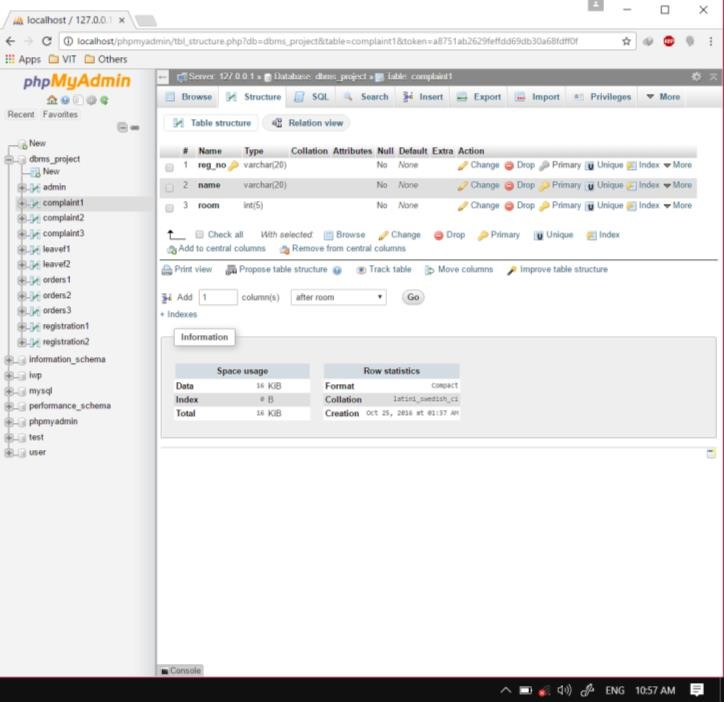 localhost / 127.0.0.1
localhost/phpmyadmin/tbl_structure.php?db=dbms_project&table=complaint1&token=a8751ab2629feffdd69db30a68fdff0f
Apps VIT Others
phpMyAdmin
Recent Favorites
New
dbms_project
New
admin
complaint1
complaint2
complaint3
leavef1
leavef2
orders1
orders2
orders3
registration1
registration2
information_schema
iwp
mysql
performance_schema
phpmyadmin
test
user
Server: 127.0.0.1 » Database: dbms_project » Table: complaint1
Browse Structure SQL Search Insert Export Import Privileges More
Table structure Relation view
# Name Type Collation Attributes Null Default Extra Action
1 reg_no varchar(20) No None Change Drop Primary Unique Index More
2 name varchar(20) No None Change Drop Primary Unique Index More
3 room int(5) No None Change Drop Primary Unique Index More
Check all With selected: Browse Change Drop Primary Unique Index
Add to central columns Remove from central columns
Print view Propose table structure Track table Move columns Improve table structure
Add 1 column(s) after room Go
+ Indexes
Information
Space usage
Data 16 KiB
Index 0 B
Total 16 KiB
Row statistics
Format Compact
Collation latin1_swedish_ci
Creation Oct 25, 2016 at 01:37 AM
Console
ENG 10:57 AM